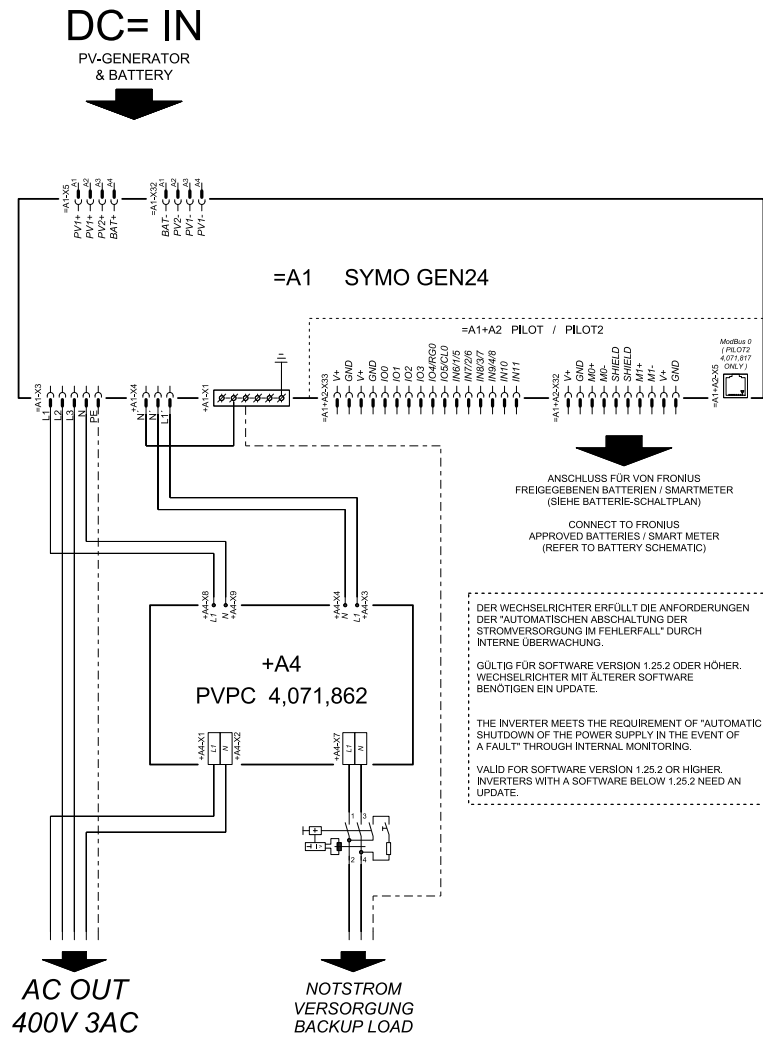 DC= IN
PV-GENERATOR
& BATTERY
=A1-X5
A1
A2
A3
A4
PV1+
PV1+
PV2+
BAT+
=A1-X32
A1
A2
A3
A4
BAT-
PV2-
PV1-
PV1-
=A1 SYMO GEN24
=A1+A2 PILOT / PILOT2
=A1-X3
L1
L2
L3
N
PE
+A1-X4
N'
N'
L1'
+A1-X1
=A1+A2-X33
V+
GND
V+
GND
IO0
IO1
IO2
IO3
IO4/RG0
IO5/CL0
IN6/1/5
IN7/2/6
IN8/3/7
IN9/4/8
IN10
IN11
=A1+A2-X32
V+
GND
M0+
M0-
SHIELD
SHIELD
M1+
M1-
V+
GND
=A1+A2-X5
ModBus 0
( PILOT2
4,071,817
ONLY )
ANSCHLUSS FÜR VON FRONIUS
FREIGEGEBENEN BATTERIEN / SMARTMETER
(SIEHE BATTERIE-SCHALTPLAN)
CONNECT TO FRONIUS
APPROVED BATTERIES / SMART METER
(REFER TO BATTERY SCHEMATIC)
+A4-X8
L1
N
+A4-X9
+A4-X4
N
L1
+A4-X3
+A4
PVPC 4,071,862
+A4-X1
L1
N
+A4-X2
+A4-X7
L1
N
DER WECHSELRICHTER ERFÜLLT DIE ANFORDERUNGEN
DER "AUTOMATISCHEN ABSCHALTUNG DER
STROMVERSORGUNG IM FEHLERFALL" DURCH
INTERNE ÜBERWACHUNG.
GÜLTIG FÜR SOFTWARE VERSION 1.25.2 ODER HÖHER.
WECHSELRICHTER MIT ÄLTERER SOFTWARE
BENÖTIGEN EIN UPDATE.
THE INVERTER MEETS THE REQUIREMENT OF "AUTOMATIC
SHUTDOWN OF THE POWER SUPPLY IN THE EVENT OF
A FAULT" THROUGH INTERNAL MONITORING.
VALID FOR SOFTWARE VERSION 1.25.2 OR HIGHER.
INVERTERS WITH A SOFTWARE BELOW 1.25.2 NEED AN
UPDATE.
1
3
2
4
I >
AC OUT
400V 3AC
NOTSTROM
VERSORGUNG
BACKUP LOAD